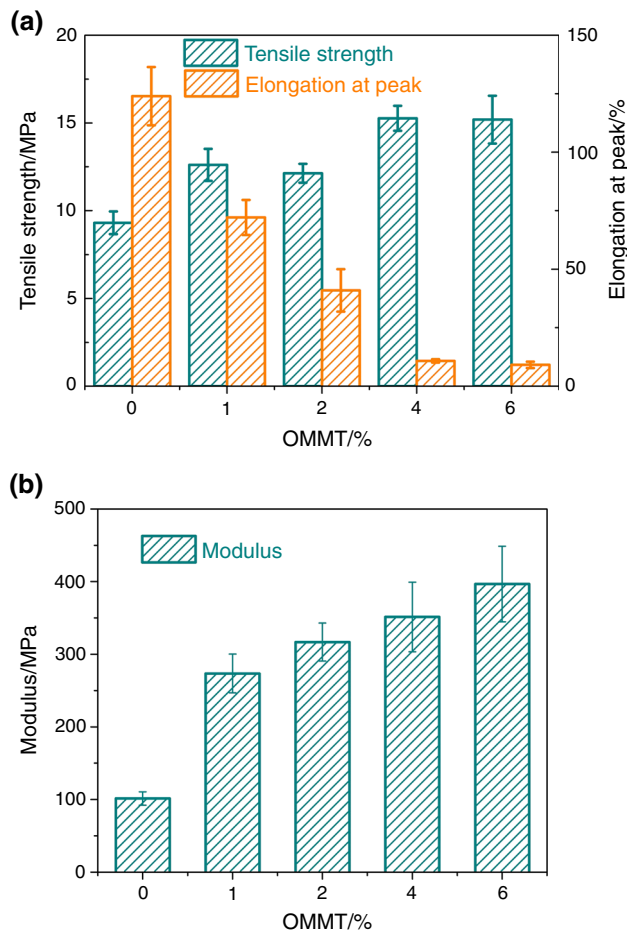 (a)
20
15
10
5
0
Tensile strength/MPa
Tensile strength
Elongation at peak
150
100
50
0
Elongation at peak/%
0 1 2 4 6
OMMT/%
(b)
500
400
300
200
100
0
Modulus/MPa
Modulus
0 1 2 4 6
OMMT/%